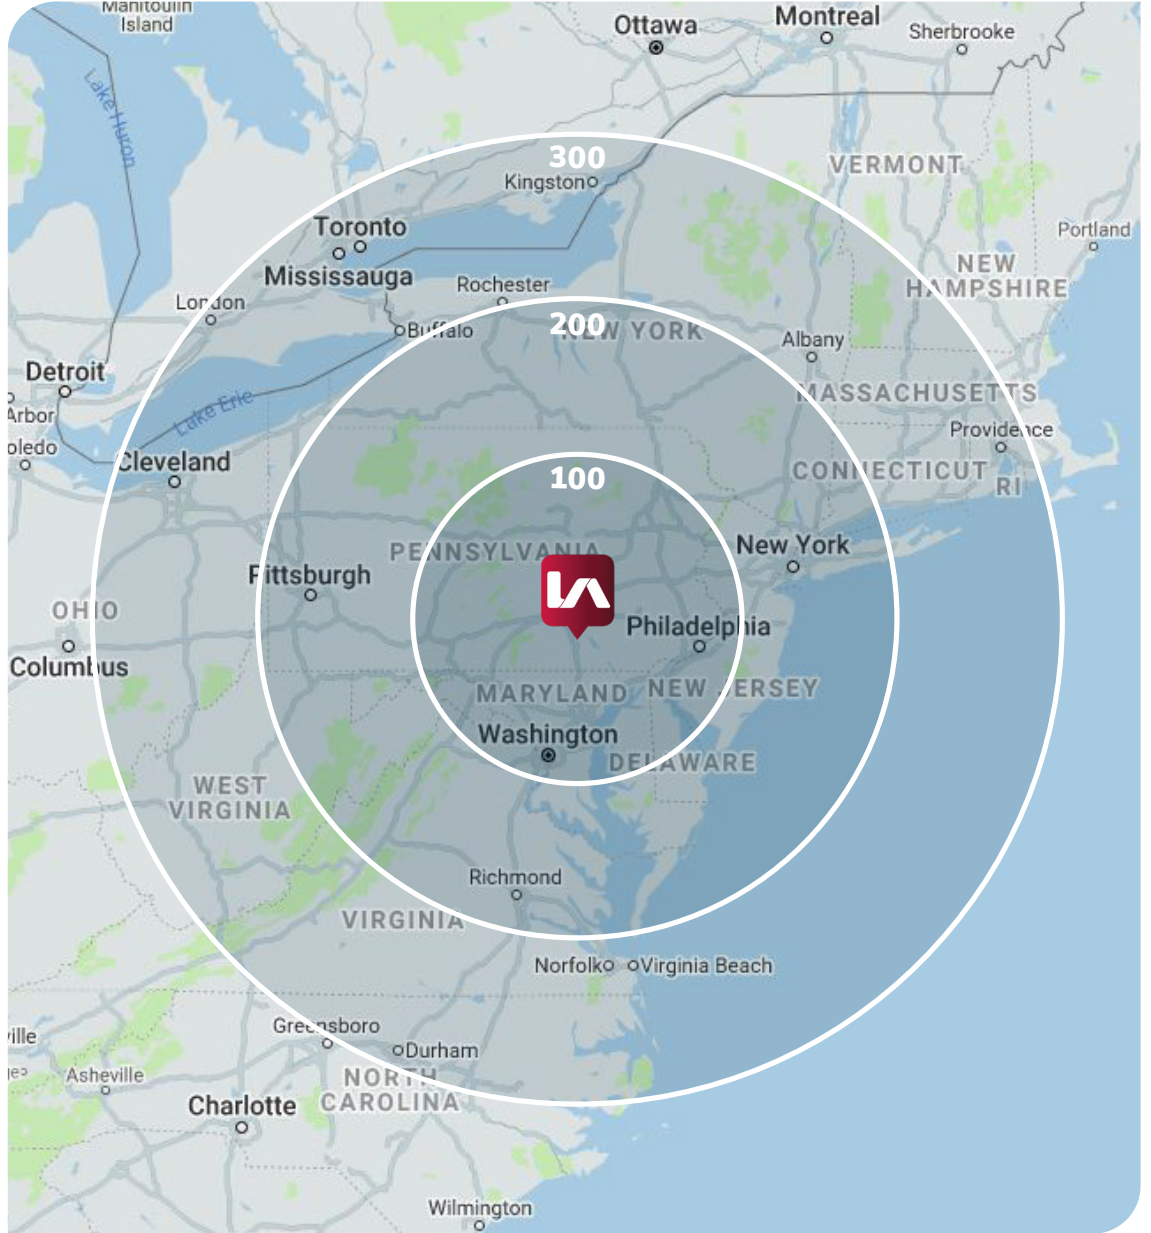 Manitoulin
Island
Ottawa
Montreal
Sherbrooke
Lake Huron
300
Kingston
VERMONT
Toronto
Mississauga
Portland
NEW
HAMPSHIRE
Rochester
London
200
Buffalo
NEW YORK
Albany
Detroit
Arbor
Lake Erie
MASSACHUSETTS
Providence
oledo
Cleveland
CONNECTICUT
RI
100
PENNSYLVANIA
New York
Pittsburgh
OHIO
Columbus
Philadelphia
MARYLAND
NEW JERSEY
Washington
DELAWARE
WEST
VIRGINIA
Richmond
VIRGINIA
Norfolk
Virginia Beach
Greensboro
ville
Durham
Asheville
NORTH
CAROLINA
Charlotte
Wilmington